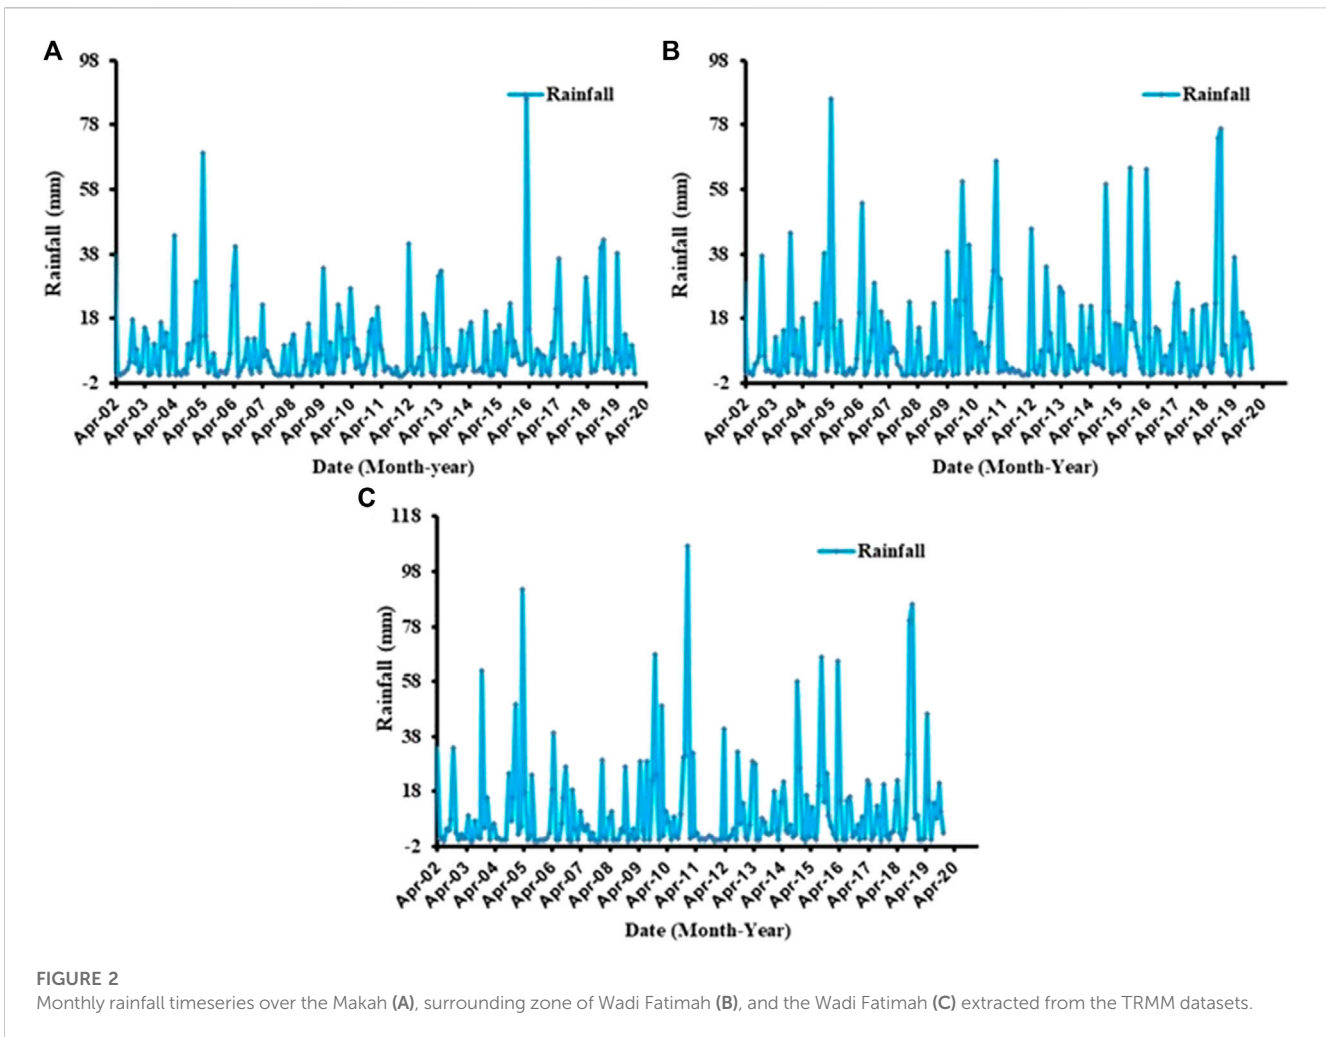 A
98
78
58
38
18
-2
Rainfall (mm)
Rainfall
Apr-02
Apr-03
Apr-04
Apr-05
Apr-06
Apr-07
Apr-08
Apr-09
Apr-10
Apr-11
Apr-12
Apr-13
Apr-14
Apr-15
Apr-16
Apr-17
Apr-18
Apr-19
Apr-20
Date (Month-year)
B
98
78
58
38
18
-2
Rainfall (mm)
Rainfall
Apr-02
Apr-03
Apr-04
Apr-05
Apr-06
Apr-07
Apr-08
Apr-09
Apr-10
Apr-11
Apr-12
Apr-13
Apr-14
Apr-15
Apr-16
Apr-17
Apr-18
Apr-19
Apr-20
Date (Month-Year)
C
118
98
78
58
38
18
-2
Rainfall (mm)
Rainfall
Apr-02
Apr-03
Apr-04
Apr-05
Apr-06
Apr-07
Apr-08
Apr-09
Apr-10
Apr-11
Apr-12
Apr-13
Apr-14
Apr-15
Apr-16
Apr-17
Apr-18
Apr-19
Apr-20
Date (Month-Year)
FIGURE 2
Monthly rainfall timeseries over the Makah (A), surrounding zone of Wadi Fatimah (B), and the Wadi Fatimah (C) extracted from the TRMM datasets.